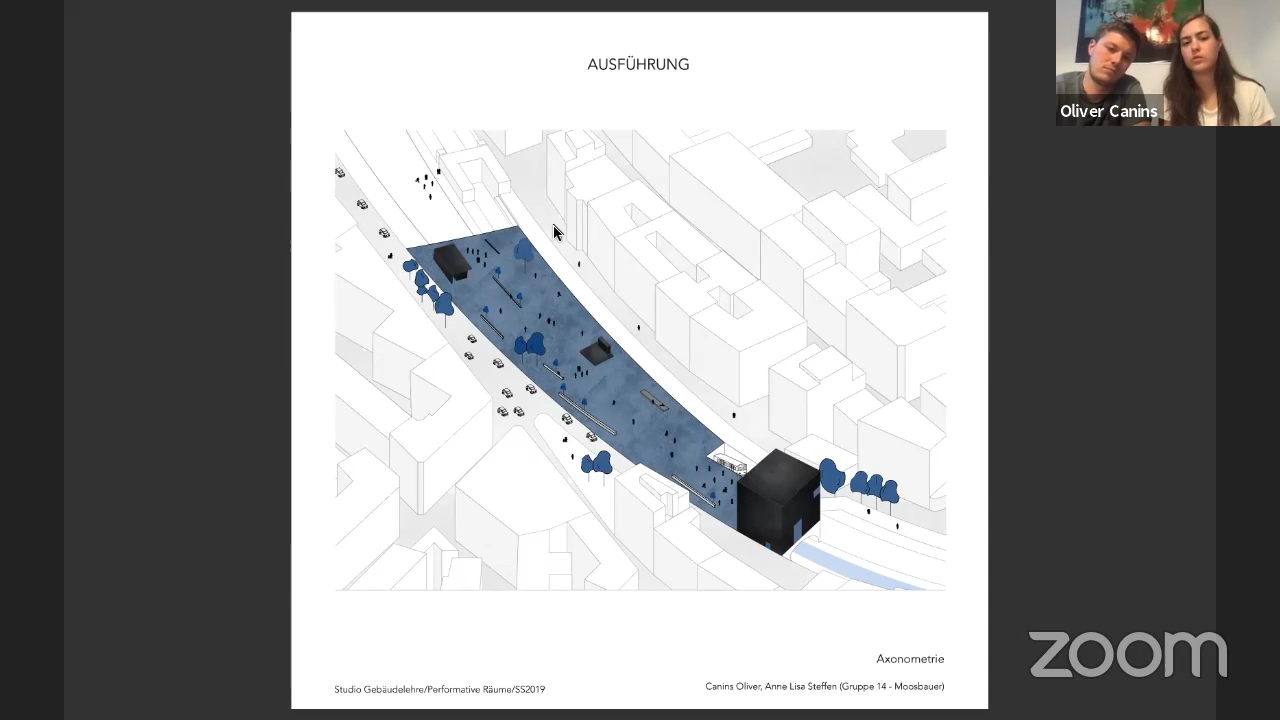 AUSFÜHRUNG
Oliver Canins
Axonometrie
Studio Gebäudelehre/Performative Räume/SS2019
Canins Oliver, Anne Lisa Steffen (Gruppe 14 - Moosbauer)
zoom